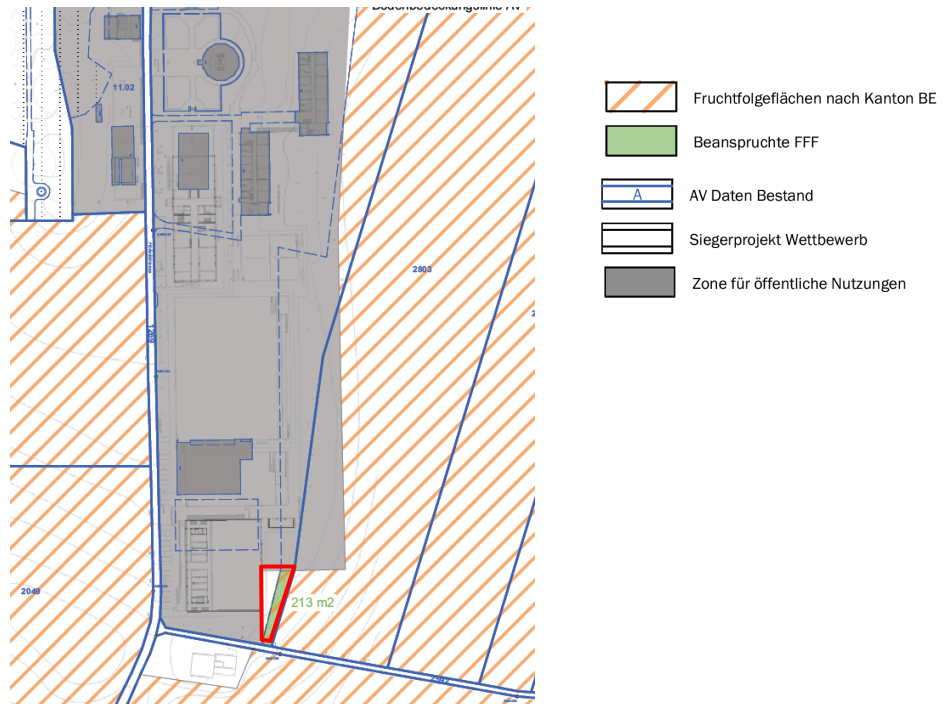 Bodenbedeckungslinie AV
11.02
2803
2049
213 m2
Fruchtfolgeflächen nach Kanton BE
Beanspruchte FFF
A
AV Daten Bestand
Siegerprojekt Wettbewerb
Zone für öffentliche Nutzungen